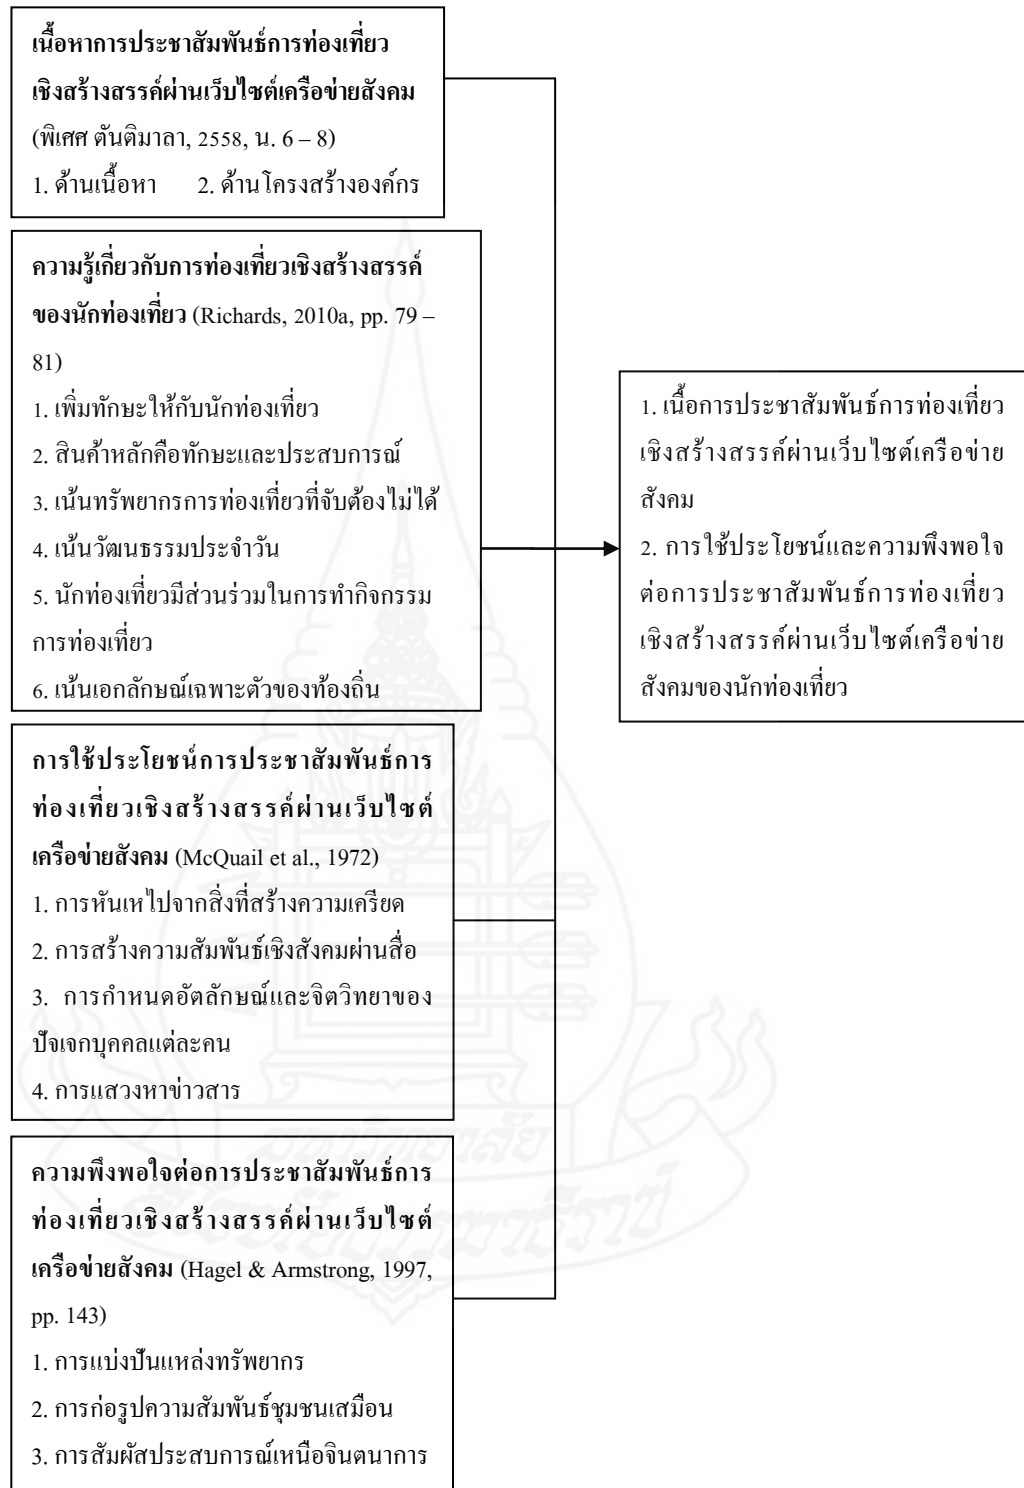 เนื้อหาการประชาสัมพันธ์การท่องเที่ยว
เชิงสร้างสรรค์ผ่านเว็บไซต์เครือข่ายสังคม
(พิเศศ ตันติมาลา, 2558, น. 6 – 8)
1. ด้านเนื้อหา 2. ด้านโครงสร้างองค์กร
ความรู้เกี่ยวกับการท่องเที่ยวเชิงสร้างสรรค์
ของนักท่องเที่ยว (Richards, 2010a, pp. 79 –
81)
1. เพิ่มทักษะให้กับนักท่องเที่ยว
2. สินค้าหลักคือทักษะและประสบการณ์
3. เน้นทรัพยากรการท่องเที่ยวที่จับต้องไม่ได้
4. เน้นวัฒนธรรมประจำวัน
5. นักท่องเที่ยวมีส่วนร่วมในการทำกิจกรรม
การท่องเที่ยว
6. เน้นเอกลักษณ์เฉพาะตัวของท้องถิ่น
การใช้ประโยชน์การประชาสัมพันธ์การ
ท่องเที่ยวเชิงสร้างสรรค์ผ่านเว็บไซต์
เครือข่ายสังคม (McQuail et al., 1972)
1. การหันเหไปจากสิ่งที่สร้างความเครียด
2. การสร้างความสัมพันธ์เชิงสังคมผ่านสื่อ
3. การกำหนดอัตลักษณ์และจิตวิทยาของ
ปัจเจกบุคคลแต่ละคน
4. การแสวงหาข่าวสาร
ความพึงพอใจต่อการประชาสัมพันธ์การ
ท่องเที่ยวเชิงสร้างสรรค์ผ่านเว็บไซต์
เครือข่ายสังคม (Hagel & Armstrong, 1997,
pp. 143)
1. การแบ่งปันแหล่งทรัพยากร
2. การก่อรูปความสัมพันธ์ชุมชนเสมือน
3. การสัมผัสประสบการณ์เหนือจินตนาการ
1. เนื้อการประชาสัมพันธ์การท่องเที่ยว
เชิงสร้างสรรค์ผ่านเว็บไซต์เครือข่าย
สังคม
2. การใช้ประโยชน์และความพึงพอใจ
ต่อการประชาสัมพันธ์การท่องเที่ยว
เชิงสร้างสรรค์ผ่านเว็บไซต์เครือข่าย
สังคมของนักท่องเที่ยว
มหาวิทยาลัย
สุโขทัยธรรมาธิราช